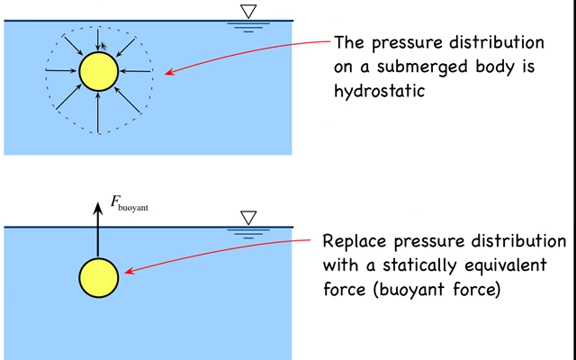 The pressure distribution
on a submerged body is
hydrostatic
F buoyant
Replace pressure distribution
with a statically equivalent
force (buoyant force)